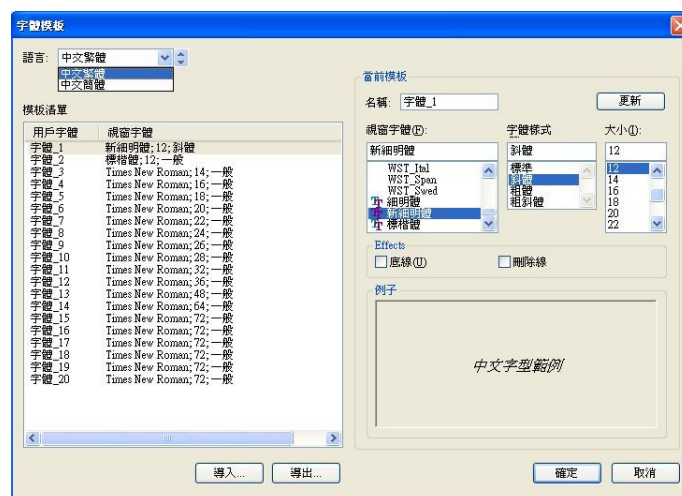 字體模板
語言: 中文繁體
中文繁體
中文簡體
模板清單
用戶字體 視窗字體
字體_1 新細明體;12;斜體
字體_2 標楷體;12;一般
字體_3 Times New Roman;14;一般
字體_4 Times New Roman;16;一般
字體_5 Times New Roman;18;一般
字體_6 Times New Roman;20;一般
字體_7 Times New Roman;22;一般
字體_8 Times New Roman;24;一般
字體_9 Times New Roman;26;一般
字體_10 Times New Roman;28;一般
字體_11 Times New Roman;32;一般
字體_12 Times New Roman;36;一般
字體_13 Times New Roman;48;一般
字體_14 Times New Roman;64;一般
字體_15 Times New Roman;72;一般
字體_16 Times New Roman;72;一般
字體_17 Times New Roman;72;一般
字體_18 Times New Roman;72;一般
字體_19 Times New Roman;72;一般
字體_20 Times New Roman;72;一般
導入... 導出...
當前模板
名稱: 字體_1 更新
視窗字體(F): 字體樣式 大小(I):
新細明體 斜體 12
WST_Ital 標準 12
WST_Span 斜體 14
WST_Swed 粗體 16
細明體 粗斜體 18
新細明體 20
標楷體 22
Effects
底線(U) 刪除線
例子
中文字型範例
確定 取消